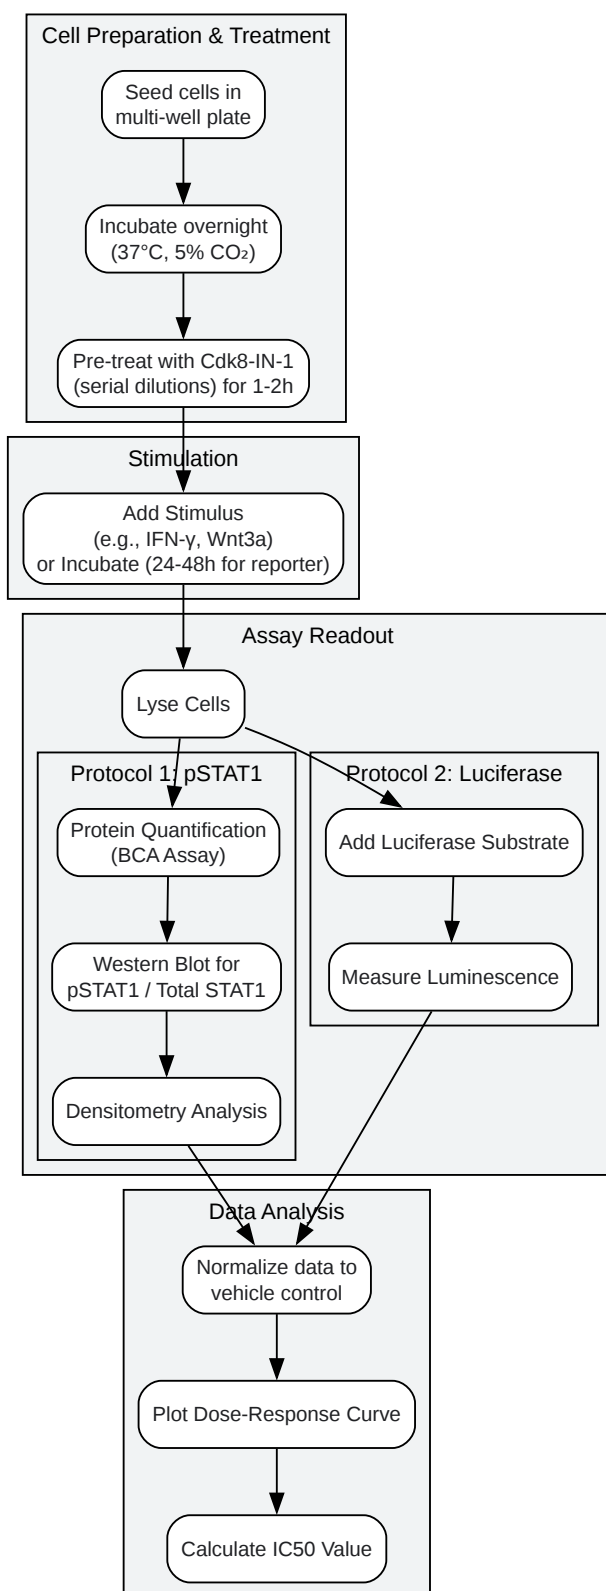 Cell Preparation & Treatment
Seed cells in
multi-well plate
Incubate overnight
(37°C, 5% CO₂)
Pre-treat with Cdk8-IN-1
(serial dilutions) for 1-2h
Stimulation
Add Stimulus
(e.g., IFN-γ, Wnt3a)
or Incubate (24-48h for reporter)
Assay Readout
Lyse Cells
Protocol 1: pSTAT1
Protein Quantification
(BCA Assay)
Western Blot for
pSTAT1 / Total STAT1
Densitometry Analysis
Protocol 2: Luciferase
Add Luciferase Substrate
Measure Luminescence
Data Analysis
Normalize data to
vehicle control
Plot Dose-Response Curve
Calculate IC50 Value